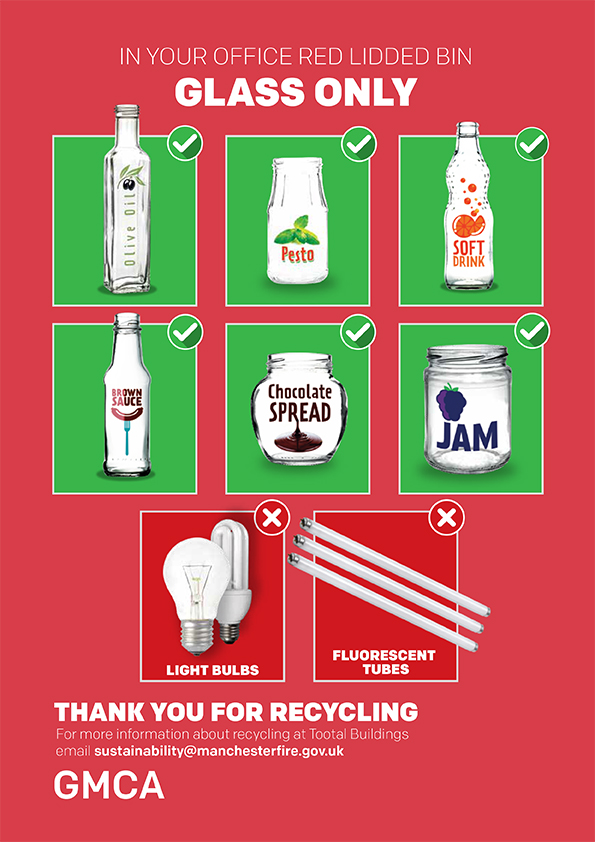 IN YOUR OFFICE RED LIDDED BIN
GLASS ONLY
Olive Oil
Pesto
SOFT
DRINK
BROWN
SAUCE
Chocolate
SPREAD
JAM
LIGHT BULBS
FLUORESCENT
TUBES
THANK YOU FOR RECYCLING
For more information about recycling at Tootal Buildings
email sustainability@manchesterfire.gov.uk
GMCA